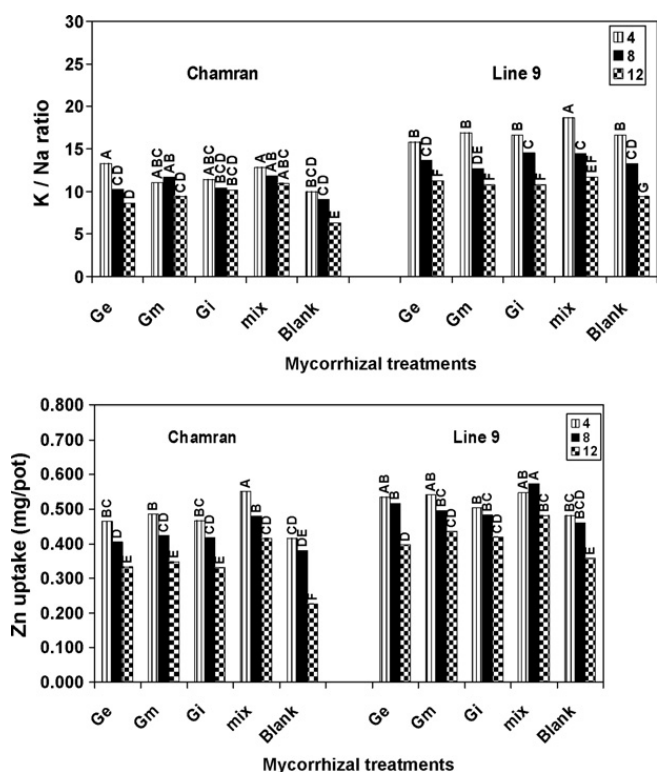 30
25
20
15
10
5
0
K / Na ratio
Chamran
Line 9
4
8
12
A
CD
D
ABC
AB
CD
ABC
BCD
BCD
A
AB
ABC
BCD
CD
E
B
CD
F
B
DE
F
B
C
F
A
C
EF
B
CD
G
Ge
Gm
Gi
mix
Blank
Ge
Gm
Gi
mix
Blank
Mycorrhizal treatments
0.800
0.700
0.600
0.500
0.400
0.300
0.200
0.100
0.000
Zn uptake (mg/pot)
Chamran
Line 9
4
8
12
BC
D
E
BC
CD
E
BC
CD
E
A
B
CD
CD
DE
F
AB
B
D
AB
BC
CD
B
BC
CD
AB
A
BC
BC
BCD
E
Ge
Gm
Gi
mix
Blank
Ge
Gm
Gi
mix
Blank
Mycorrhizal treatments